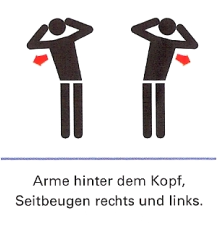 Arme hinter dem Kopf,
Seitbeugen rechts und links.